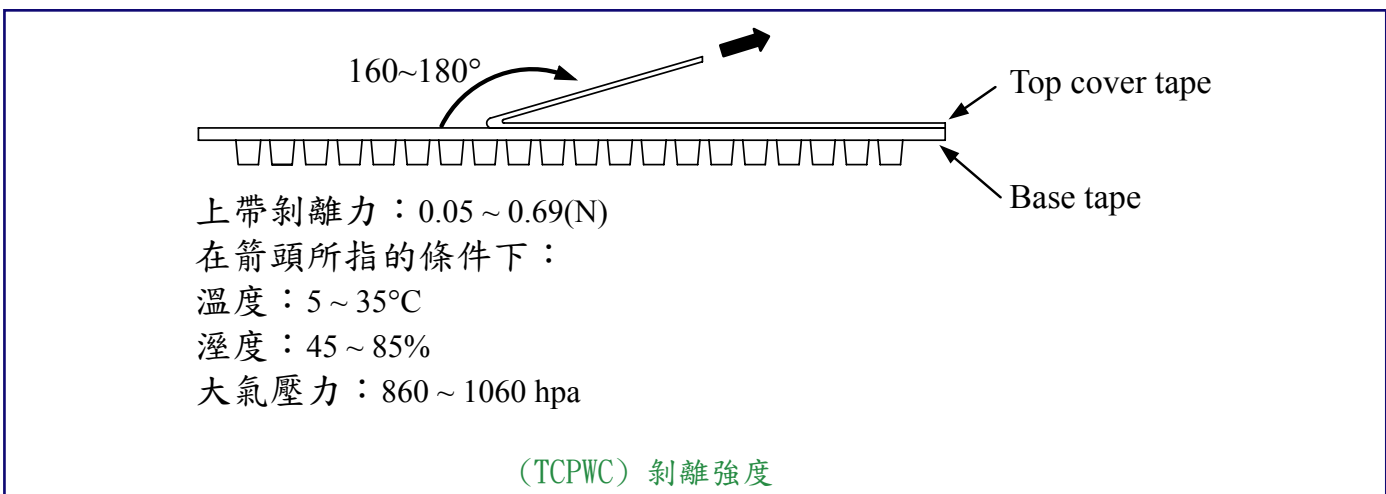 160~180°
Top cover tape
Base tape
上帶剝離力：0.05 ~ 0.69(N)
在箭頭所指的條件下：
溫度：5 ~ 35°C
溼度：45 ~ 85%
大氣壓力：860 ~ 1060 hpa
(TCPWC) 剝離強度